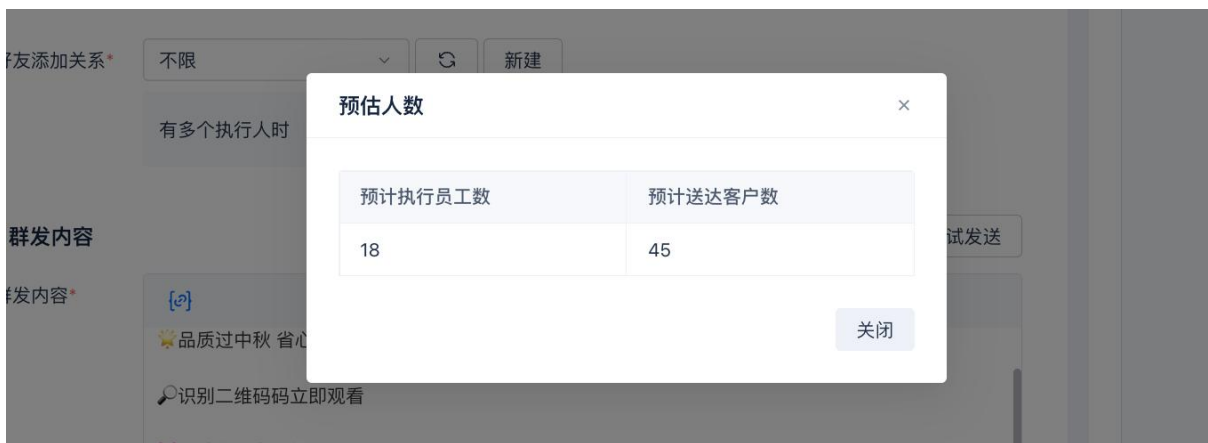 友添加关系*
不限
新建
预估人数
有多个执行人时
预计执行员工数
预计送达客户数
群发内容
18
45
试发送
发内容*
品质过中秋 省心
关闭
🔎识别二维码码立即观看